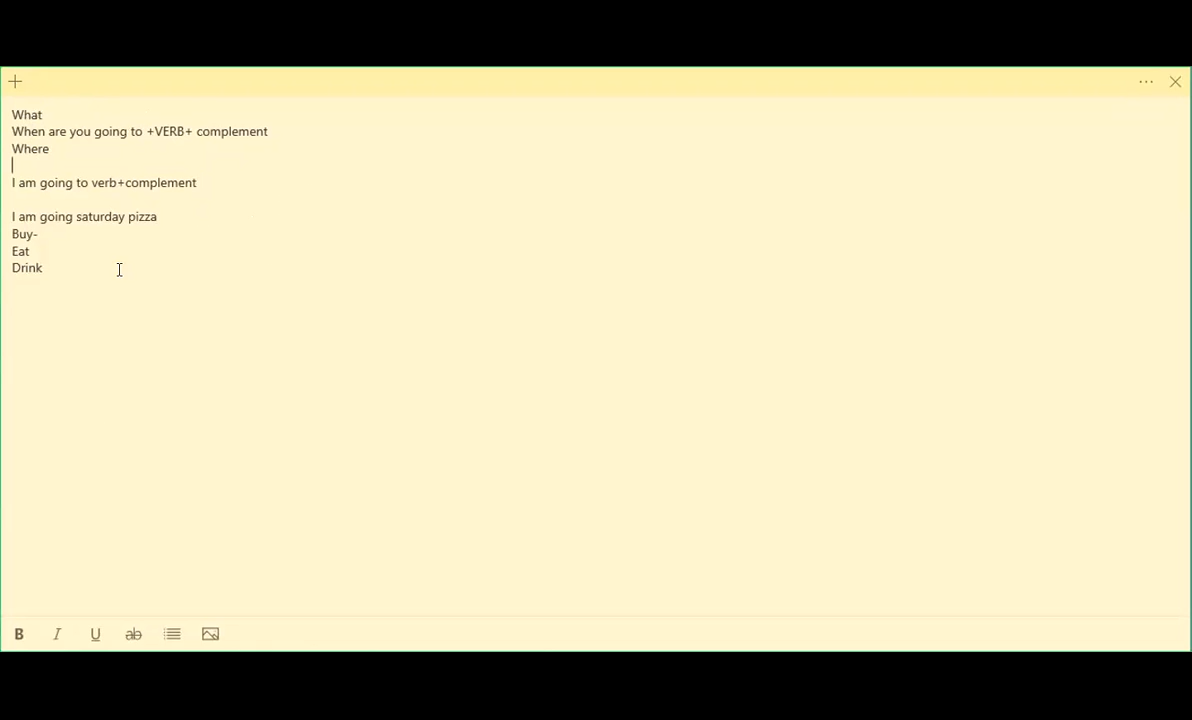 What
When are you going to +VERB+ complement
Where
I am going to verb+complement
I am going saturday pizza
Buy-
Eat
Drink